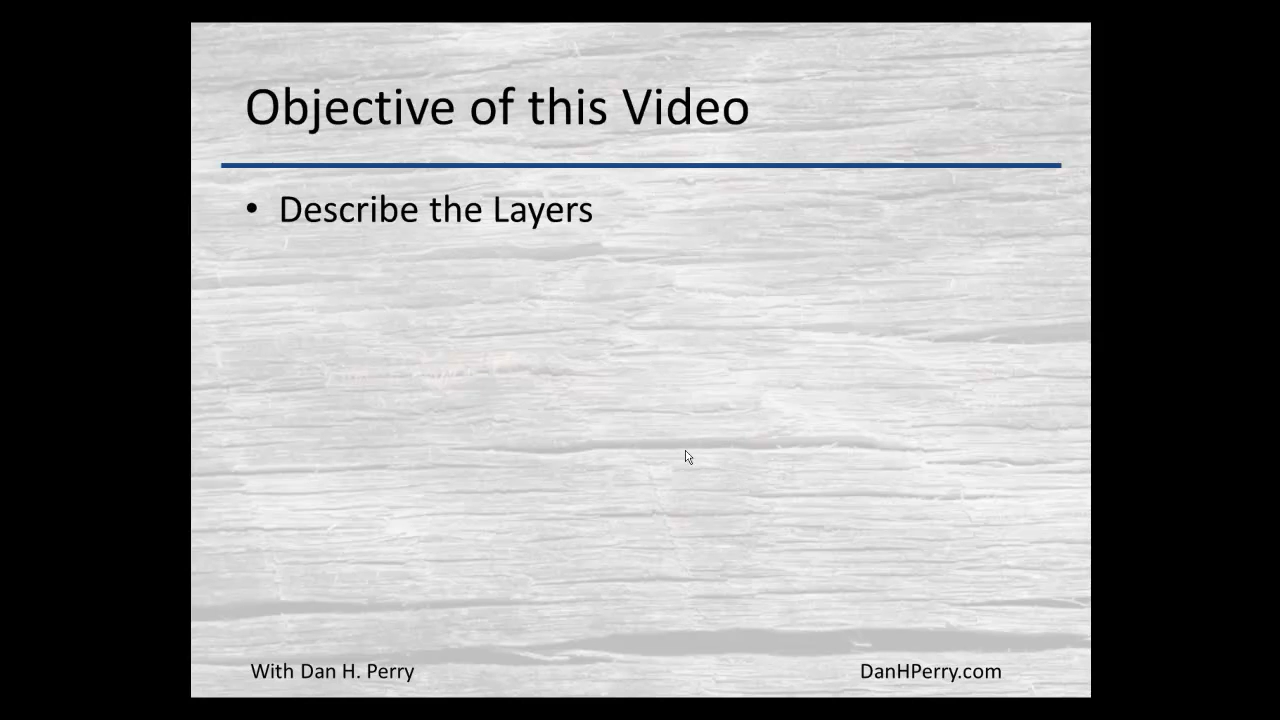 Objective of this Video
• Describe the Layers
With Dan H. Perry
DanHPerry.com